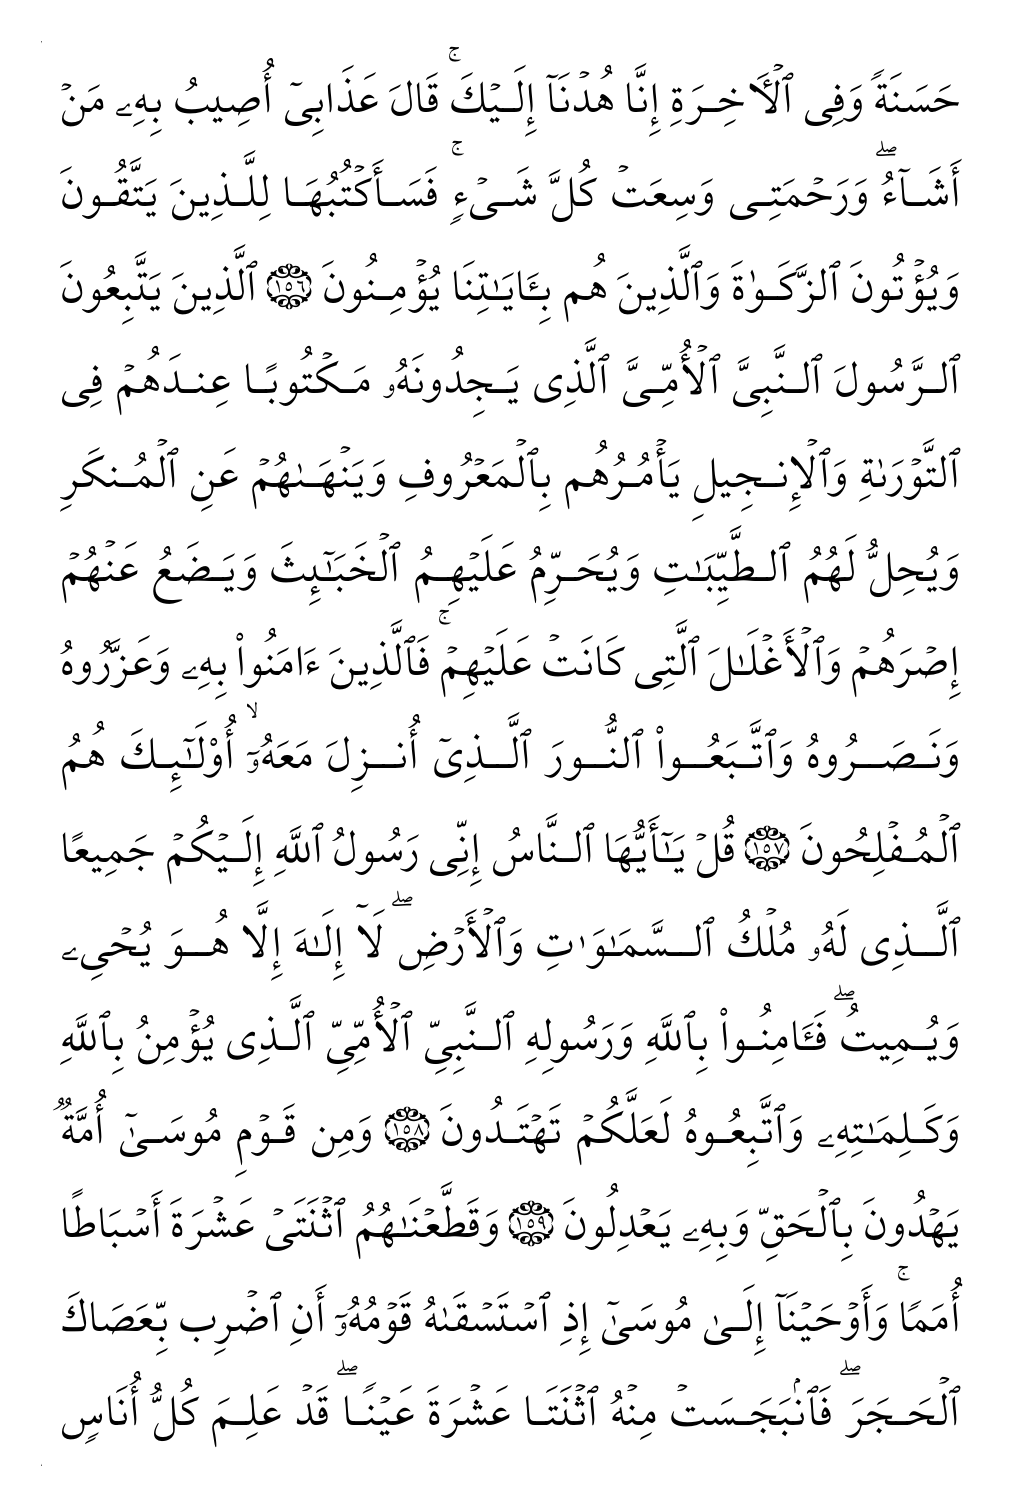 حَسَنَةً وَفِى ٱلْـَٔاخِرَةِ إِنَّا هُدْنَآ إِلَيْكَ ۚ قَالَ عَذَابِىٓ أُصِيبُ بِهِۦ مَنْ
أَشَآءُ ۖ وَرَحْمَتِى وَسِعَتْ كُلَّ شَىْءٍ ۚ فَسَأَكْتُبُهَا لِلَّذِينَ يَتَّقُونَ
وَيُؤْتُونَ ٱلزَّكَوٰةَ وَٱلَّذِينَ هُم بِـَٔايَـٰتِنَا يُؤْمِنُونَ ١٥٦ ٱلَّذِينَ يَتَّبِعُونَ
ٱلرَّسُولَ ٱلنَّبِىَّ ٱلْأُمِّىَّ ٱلَّذِى يَجِدُونَهُۥ مَكْتُوبًا عِندَهُمْ فِى
ٱلتَّوْرَىٰةِ وَٱلْإِنجِيلِ يَأْمُرُهُم بِٱلْمَعْرُوفِ وَيَنْهَىٰهُمْ عَنِ ٱلْمُنكَرِ
وَيُحِلُّ لَهُمُ ٱلطَّيِّبَـٰتِ وَيُحَرِّمُ عَلَيْهِمُ ٱلْخَبَـٰٓئِثَ وَيَضَعُ عَنْهُمْ
إِصْرَهُمْ وَٱلْأَغْلَـٰلَ ٱلَّتِى كَانَتْ عَلَيْهِمْ ۚ فَٱلَّذِينَ ءَامَنُوا۟ بِهِۦ وَعَزَّرُوهُ
وَنَصَرُوهُ وَٱتَّبَعُوا۟ ٱلنُّورَ ٱلَّذِىٓ أُنزِلَ مَعَهُۥٓ ۙ أُو۟لَـٰٓئِكَ هُمُ
ٱلْمُفْلِحُونَ ١٥٧ قُلْ يَـٰٓأَيُّهَا ٱلنَّاسُ إِنِّى رَسُولُ ٱللَّهِ إِلَيْكُمْ جَمِيعًا
ٱلَّذِى لَهُۥ مُلْكُ ٱلسَّمَـٰوَٰتِ وَٱلْأَرْضِ ۖ لَآ إِلَـٰهَ إِلَّا هُوَ يُحْىِۦ
وَيُمِيتُ ۖ فَـَٔامِنُوا۟ بِٱللَّهِ وَرَسُولِهِ ٱلنَّبِىِّ ٱلْأُمِّىِّ ٱلَّذِى يُؤْمِنُ بِٱللَّهِ
وَكَلِمَـٰتِهِۦ وَٱتَّبِعُوهُ لَعَلَّكُمْ تَهْتَدُونَ ١٥٨ وَمِن قَوْمِ مُوسَىٰٓ أُمَّةٌ
يَهْدُونَ بِٱلْحَقِّ وَبِهِۦ يَعْدِلُونَ ١٥٩ وَقَطَّعْنَـٰهُمُ ٱثْنَتَىْ عَشْرَةَ أَسْبَاطًا
أُمَمًا ۚ وَأَوْحَيْنَآ إِلَىٰ مُوسَىٰٓ إِذِ ٱسْتَسْقَىٰهُ قَوْمُهُۥٓ أَنِ ٱضْرِب بِّعَصَاكَ
ٱلْحَجَرَ ۖ فَٱنۢبَجَسَتْ مِنْهُ ٱثْنَتَا عَشْرَةَ عَيْنًا ۖ قَدْ عَلِمَ كُلُّ أُنَاسٍ